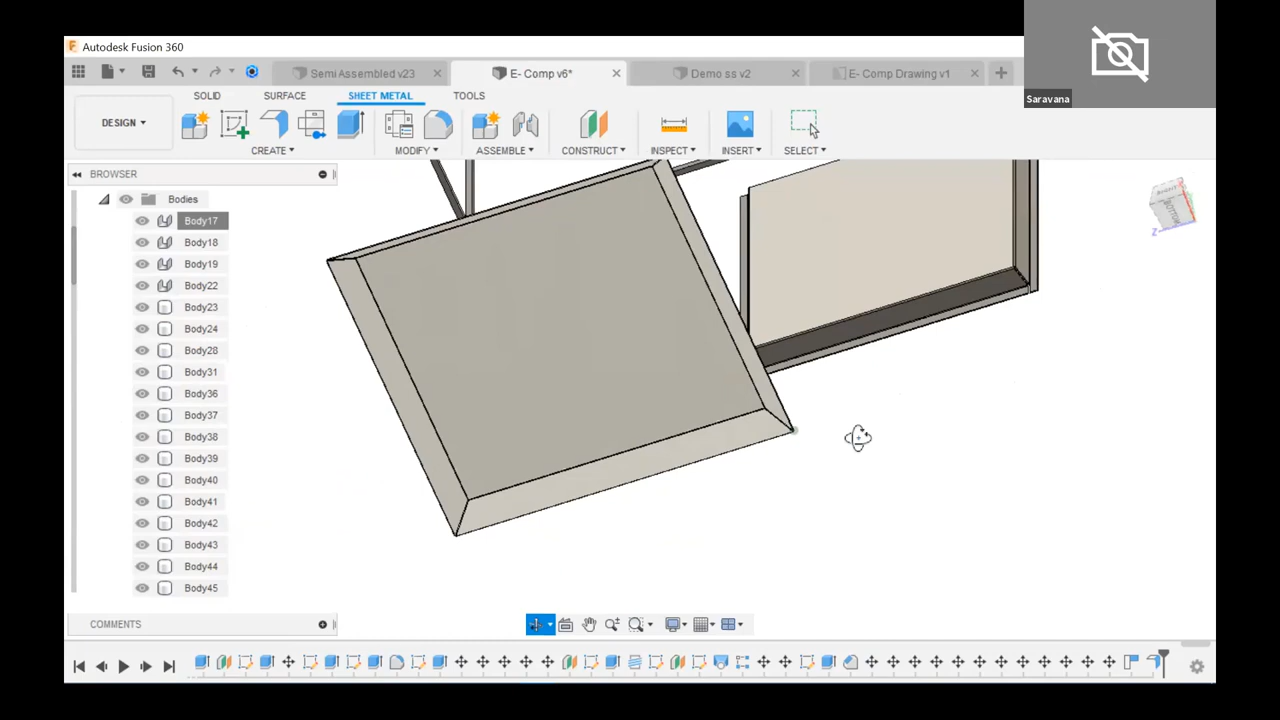 Autodesk Fusion 360
Saravana
Semi Assembled v23
E- Comp v6*
Demo ss v2
E- Comp Drawing v1
SOLID
SURFACE
SHEET METAL
TOOLS
DESIGN
CREATE
MODIFY
ASSEMBLE
CONSTRUCT
INSPECT
INSERT
SELECT
BROWSER
Bodies
Body17
Body18
Body19
Body22
Body23
Body24
Body28
Body31
Body36
Body37
Body38
Body39
Body40
Body41
Body42
Body43
Body44
Body45
BOTTOM
Z
COMMENTS